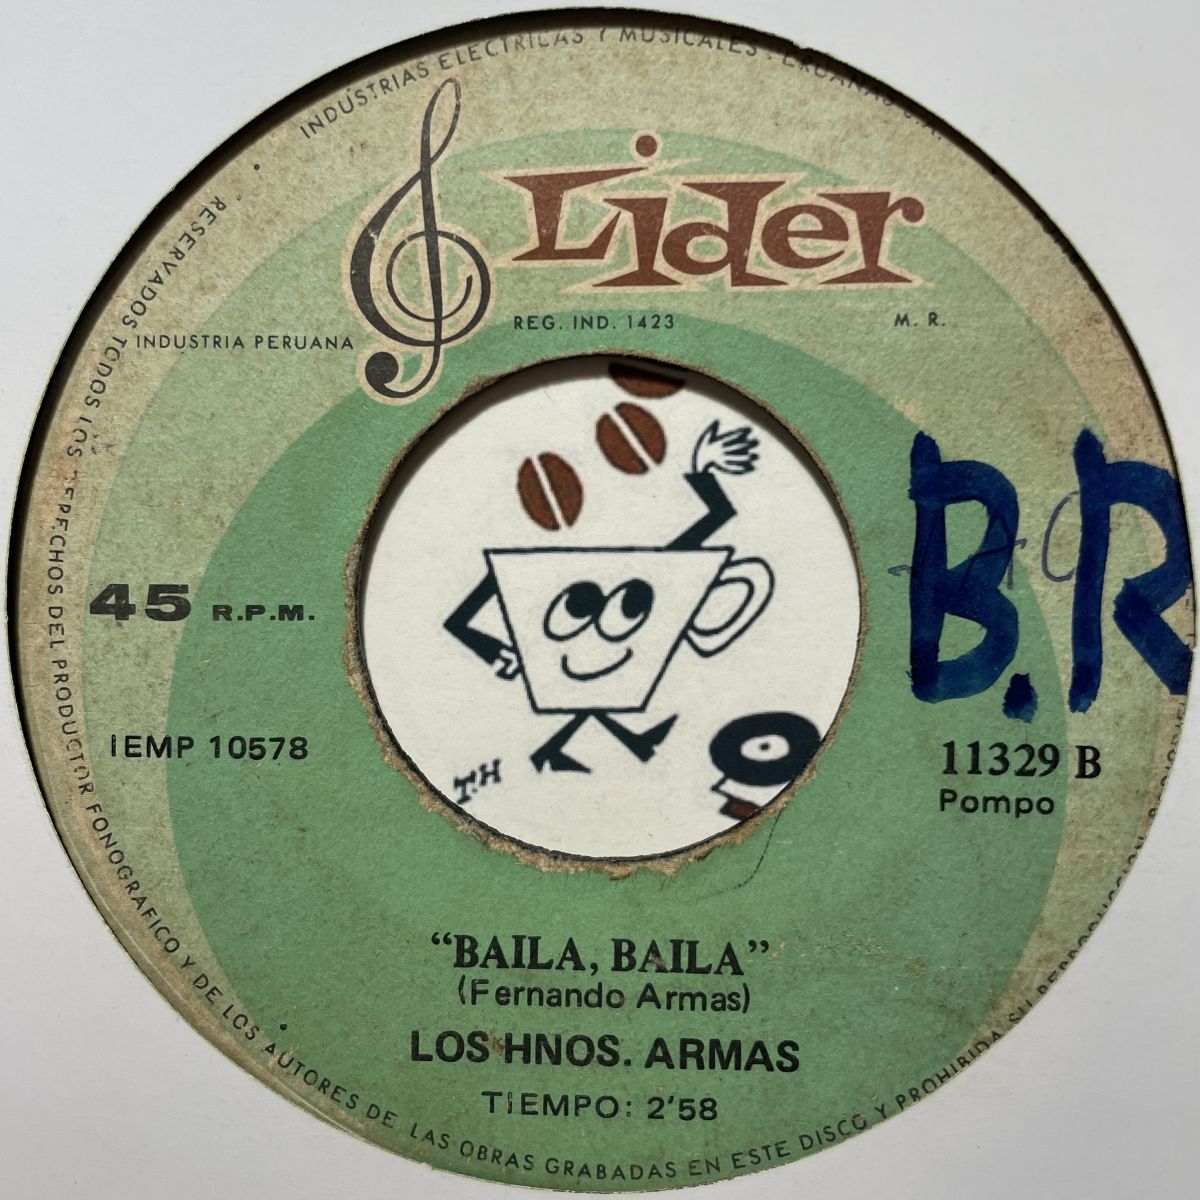 INDUSTRIAS ELECTRICAS Y MUSICALES PERUANAS S.A.
Lider
INDUSTRIA PERUANA
REG. IND. 1423
M. R.
B.R
45 R.P.M.
IEMP 10578
11329 B
Pompo
T.H
"BAILA, BAILA"
(Fernando Armas)
LOS HNOS. ARMAS
TIEMPO: 2'58
"RESERVADOS TODOS LOS DERECHOS DEL PRODUCTOR FONOGRAFICO Y DE LOS AUTORES DE LAS OBRAS GRABADAS EN ESTE DISCO Y PROHIBIDA SU REPRODUCCION